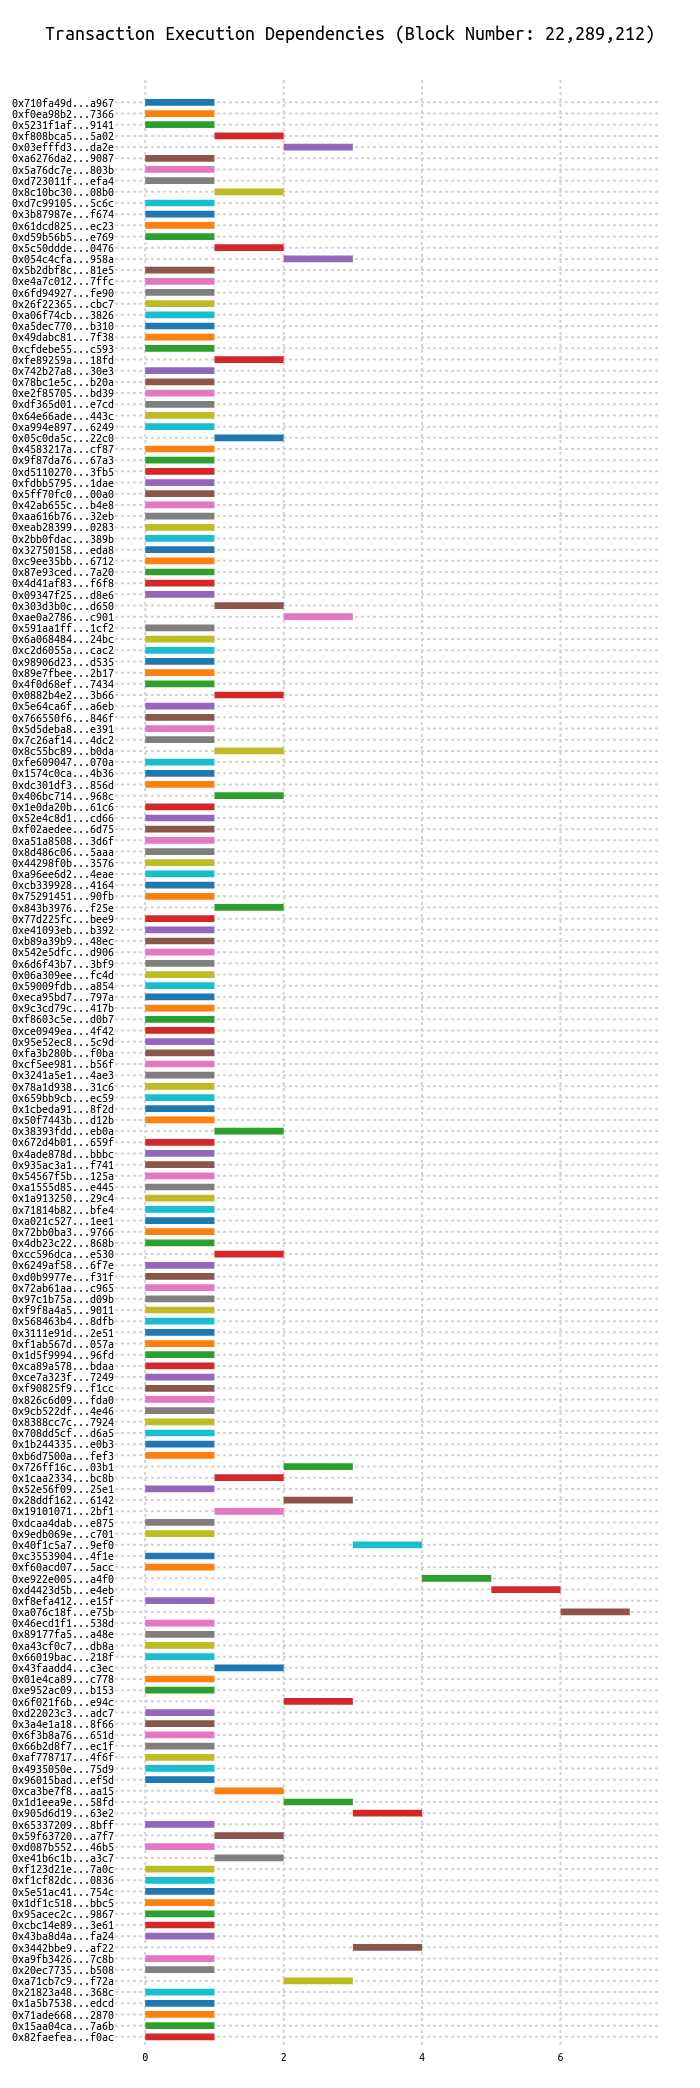 Transaction Execution Dependencies (Block Number: 22,289,212)
0x710fa49d...a967
0xf0ea98b2...7366
0x5231f1af...9141
0xf808bca5...5a02
0x03efffd3...da2e
0xa6276da2...9087
0x5a76dc7e...803b
0xd723011f...efa4
0x8c10bc30...08b0
0xd7c99105...5c6c
0x3b87987e...f674
0x61dcd825...ec23
0xd59b56b5...e769
0x5c50ddde...0476
0x054c4cfa...958a
0x5b2dbf8c...81e5
0xe4a7c012...7ffc
0x6fd94927...fe90
0x26f22365...cbc7
0xa06f74cb...3826
0xa5dec770...b310
0x49dabc81...7f38
0xcfdebe55...c593
0xfe89259a...18fd
0x742b27a8...30e3
0x78bc1e5c...b20a
0xe2f85705...bd39
0xdf365d01...e7cd
0x64e66ade...443c
0xa994e897...6249
0x05c0da5c...22c0
0x4583217a...cf87
0x9f87da76...67a3
0xd5110270...3fb5
0xfdbb5795...1dae
0x5ff70fc0...00a0
0x42ab655c...b4e8
0xaa616b76...32eb
0xeab28399...0283
0x2bb0fdac...389b
0x32750158...eda8
0xc9ee35bb...6712
0x87e93ced...7a20
0x4d41af83...f6f8
0x09347f25...d8e6
0x303d3b0c...d650
0xae0a2786...c901
0x591aa1ff...1cf2
0x6a068484...24bc
0xc2d6055a...cac2
0x98906d23...d535
0x89e7fbee...2b17
0x4f0d68ef...7434
0x0882b4e2...3b66
0x5e64ca6f...a6eb
0x766550f6...846f
0x5d5deba8...e391
0x7c26af14...4dc2
0x8c55bc89...b0da
0xfe609047...070a
0x1574c0ca...4b36
0xdc301df3...856d
0x406bc714...968c
0x1e0da20b...61c6
0x52e4c8d1...cd66
0xf02aedee...6d75
0xa51a8508...3d6f
0x8d486c06...5aaa
0x44298f0b...3576
0xa96ee6d2...4eae
0xcb339928...4164
0x75291451...90fb
0x843b3976...f25e
0x77d225fc...bee9
0xe41093eb...b392
0xb89a39b9...48ec
0x542e5dfc...d906
0x6d6f43b7...3bf9
0x06a309ee...fc4d
0x59009fdb...a854
0xeca95bd7...797a
0x9c3cd79c...417b
0xf8603c5e...d0b7
0xce0949ea...4f42
0x95e52ec8...5c9d
0xfa3b280b...f0ba
0xcf5ee981...b56f
0x3241a5e1...4ae3
0x78a1d938...31c6
0x659bb9cb...ec59
0x1cbeda91...8f2d
0x50f7443b...d12b
0x38393fdd...eb0a
0x672d4b01...659f
0x4ade878d...bbbc
0x935ac3a1...f741
0x54567f5b...125a
0xa1555d85...e445
0x1a913250...29c4
0x71814b82...bfe4
0xa021c527...1ee1
0x72bb0ba3...9766
0x4db23c22...868b
0xcc596dca...e530
0x6249af58...6f7e
0xd0b9977e...f31f
0x72ab61aa...c965
0x97c1b75a...d09b
0xf9f8a4a5...9011
0x568463b4...8dfb
0x3111e91d...2e51
0xf1ab567d...057a
0x1d5f9994...96fd
0xca89a578...bdaa
0xce7a323f...7249
0xf90825f9...f1cc
0x826c6d09...fda0
0x9cb522df...4e46
0x8388cc7c...7924
0x708dd5cf...d6a5
0x1b244335...e0b3
0xb6d7500a...fef3
0x726ff16c...03b1
0x1caa2334...bc8b
0x52e56f09...25e1
0x28ddf162...6142
0x19101071...2bf1
0xdcaa4dab...e875
0x9edb069e...c701
0x40f1c5a7...9ef0
0xc3553904...4f1e
0xf60acd07...5acc
0xe922e005...a4f0
0xd4423d5b...e4eb
0xf8efa412...e15f
0xa076c18f...e75b
0x46ecd1f1...538d
0x89177fa5...a48e
0xa43cf0c7...db8a
0x66019bac...218f
0x43faadd4...c3ec
0x01e4ca89...c778
0xe952ac09...b153
0x6f021f6b...e94c
0xd22023c3...adc7
0x3a4e1a18...8f66
0x6f3b8a76...651d
0x66b2d8f7...ec1f
0xaf778717...4f6f
0x4935050e...75d9
0x96015bad...ef5d
0xca3be7f8...aa15
0x1d1eea9e...58fd
0x905d6d19...63e2
0x65337209...8bff
0x59f63720...a7f7
0xd087b552...46b5
0xe41b6c1b...a3c7
0xf123d21e...7a0c
0xf1cf82dc...0836
0x5e51ac41...754c
0x1df1c518...bbc5
0x95acec2c...9867
0xcbc14e89...3e61
0x43ba8d4a...fa24
0x3442bbe9...af22
0xa9fb3426...7c8b
0x20ec7735...b508
0xa71cb7c9...f72a
0x21823a48...368c
0x1a5b7538...edcd
0x71ade668...2870
0x15aa04ca...7a6b
0x82faefea...f0ac
0 2 4 6